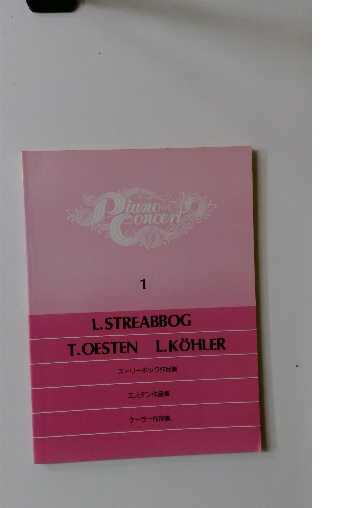 Piano
Concert
1
L. STREABBOG
T. OESTEN L. KÖHLER
ストリーボッグ作品集
エステン作品集
ケーラー作品集